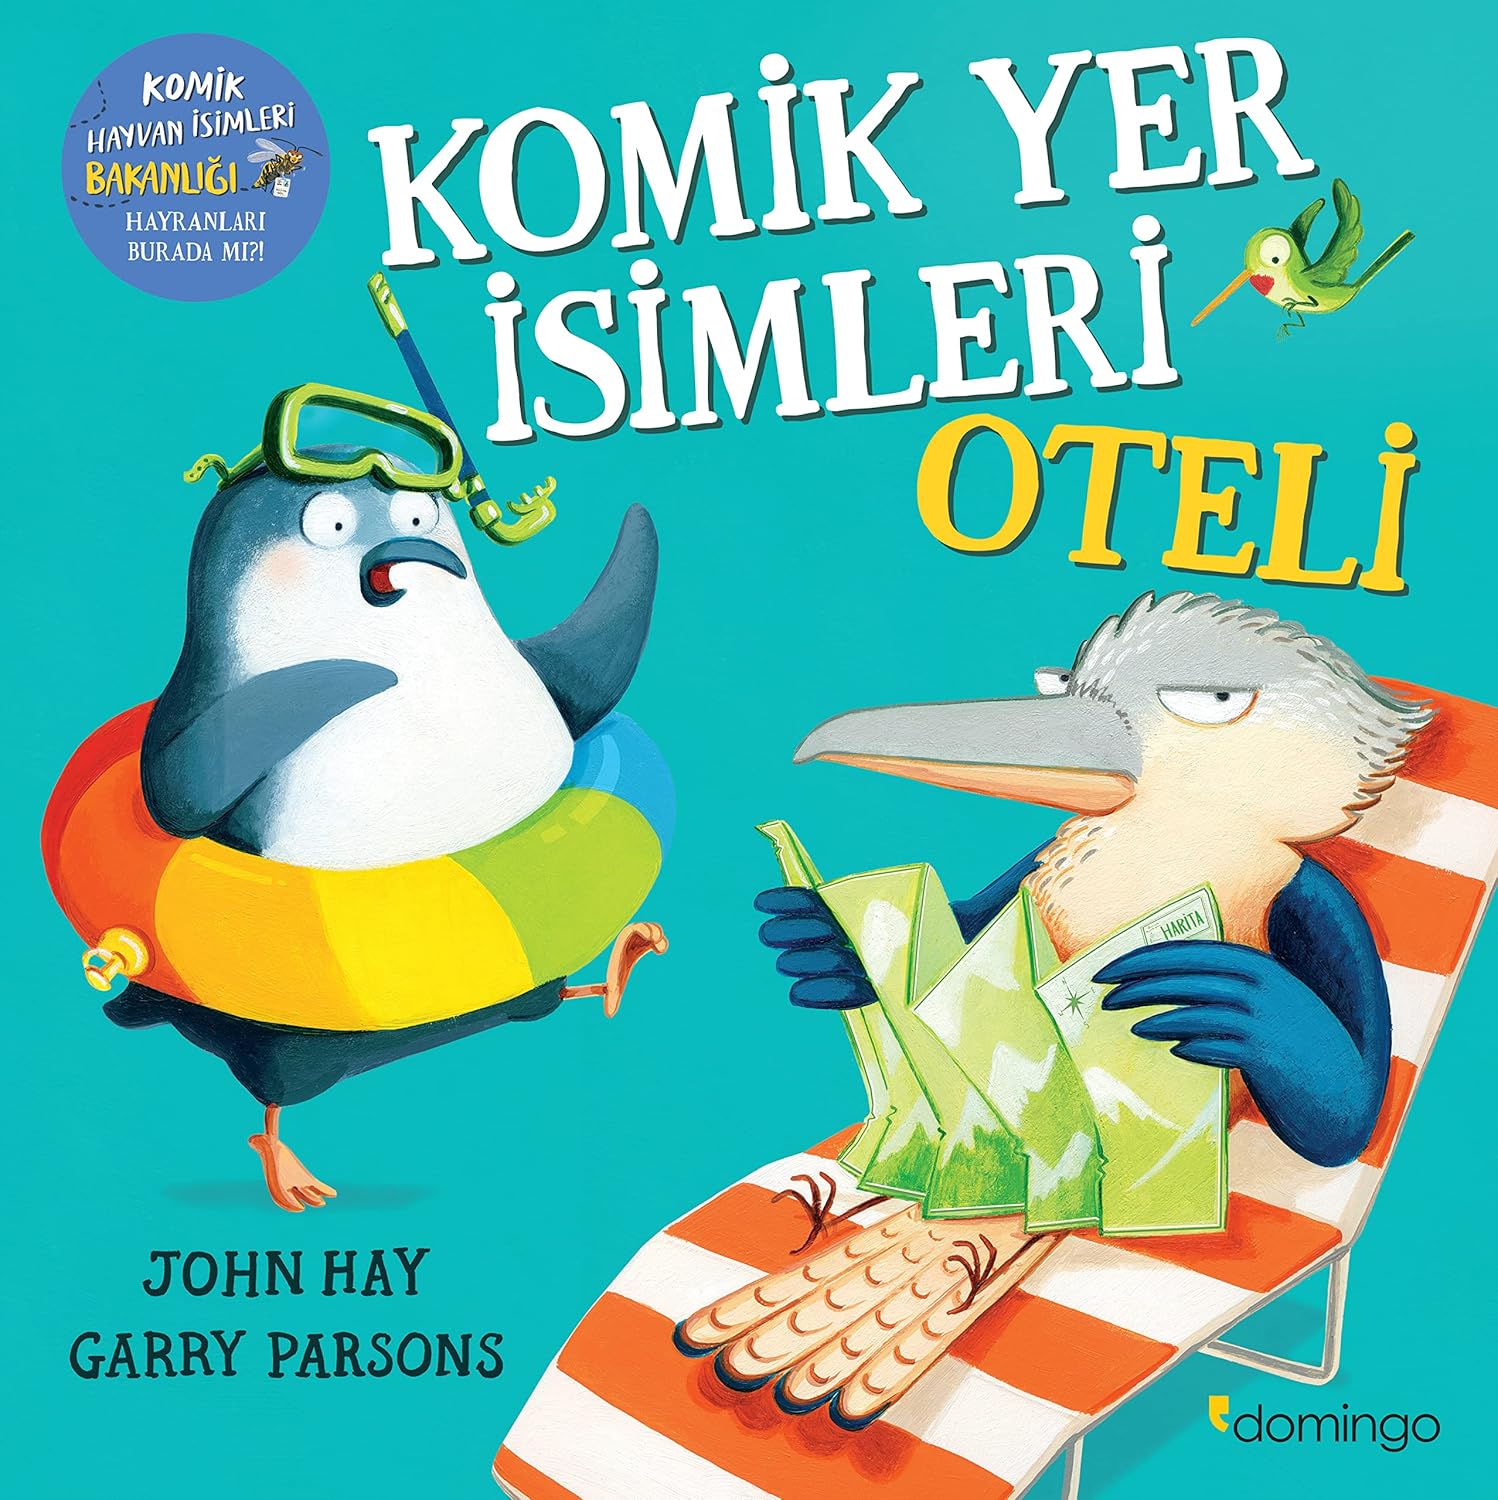 KOMİK
HAYVAN İSİMLERİ
BAKANLIĞI
HAYRANLARI
BURADA MI?!
KOMİK YER
İSİMLERİ
OTELİ
HARİTA
JOHN HAY
GARRY PARSONS
domingo